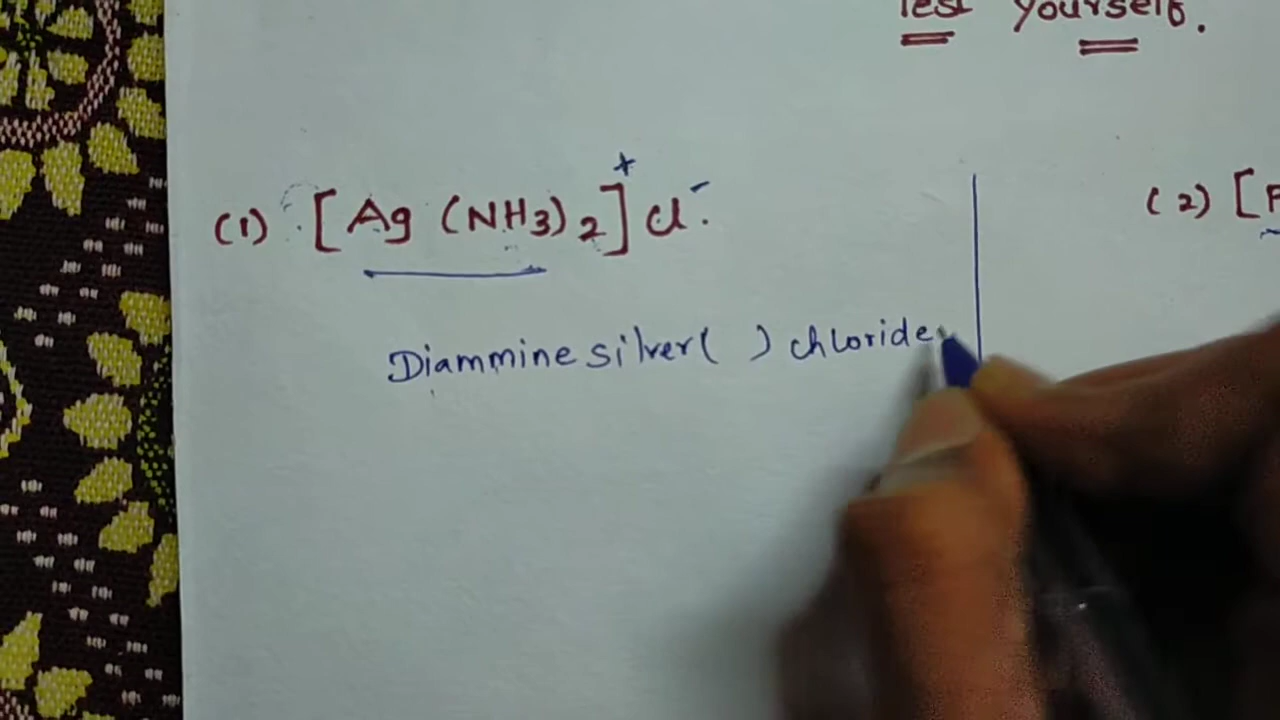 Test Yourself.
(1) [Ag (NH3)2]+ Cl-.
(2) [F
Diammine silver( ) chloride